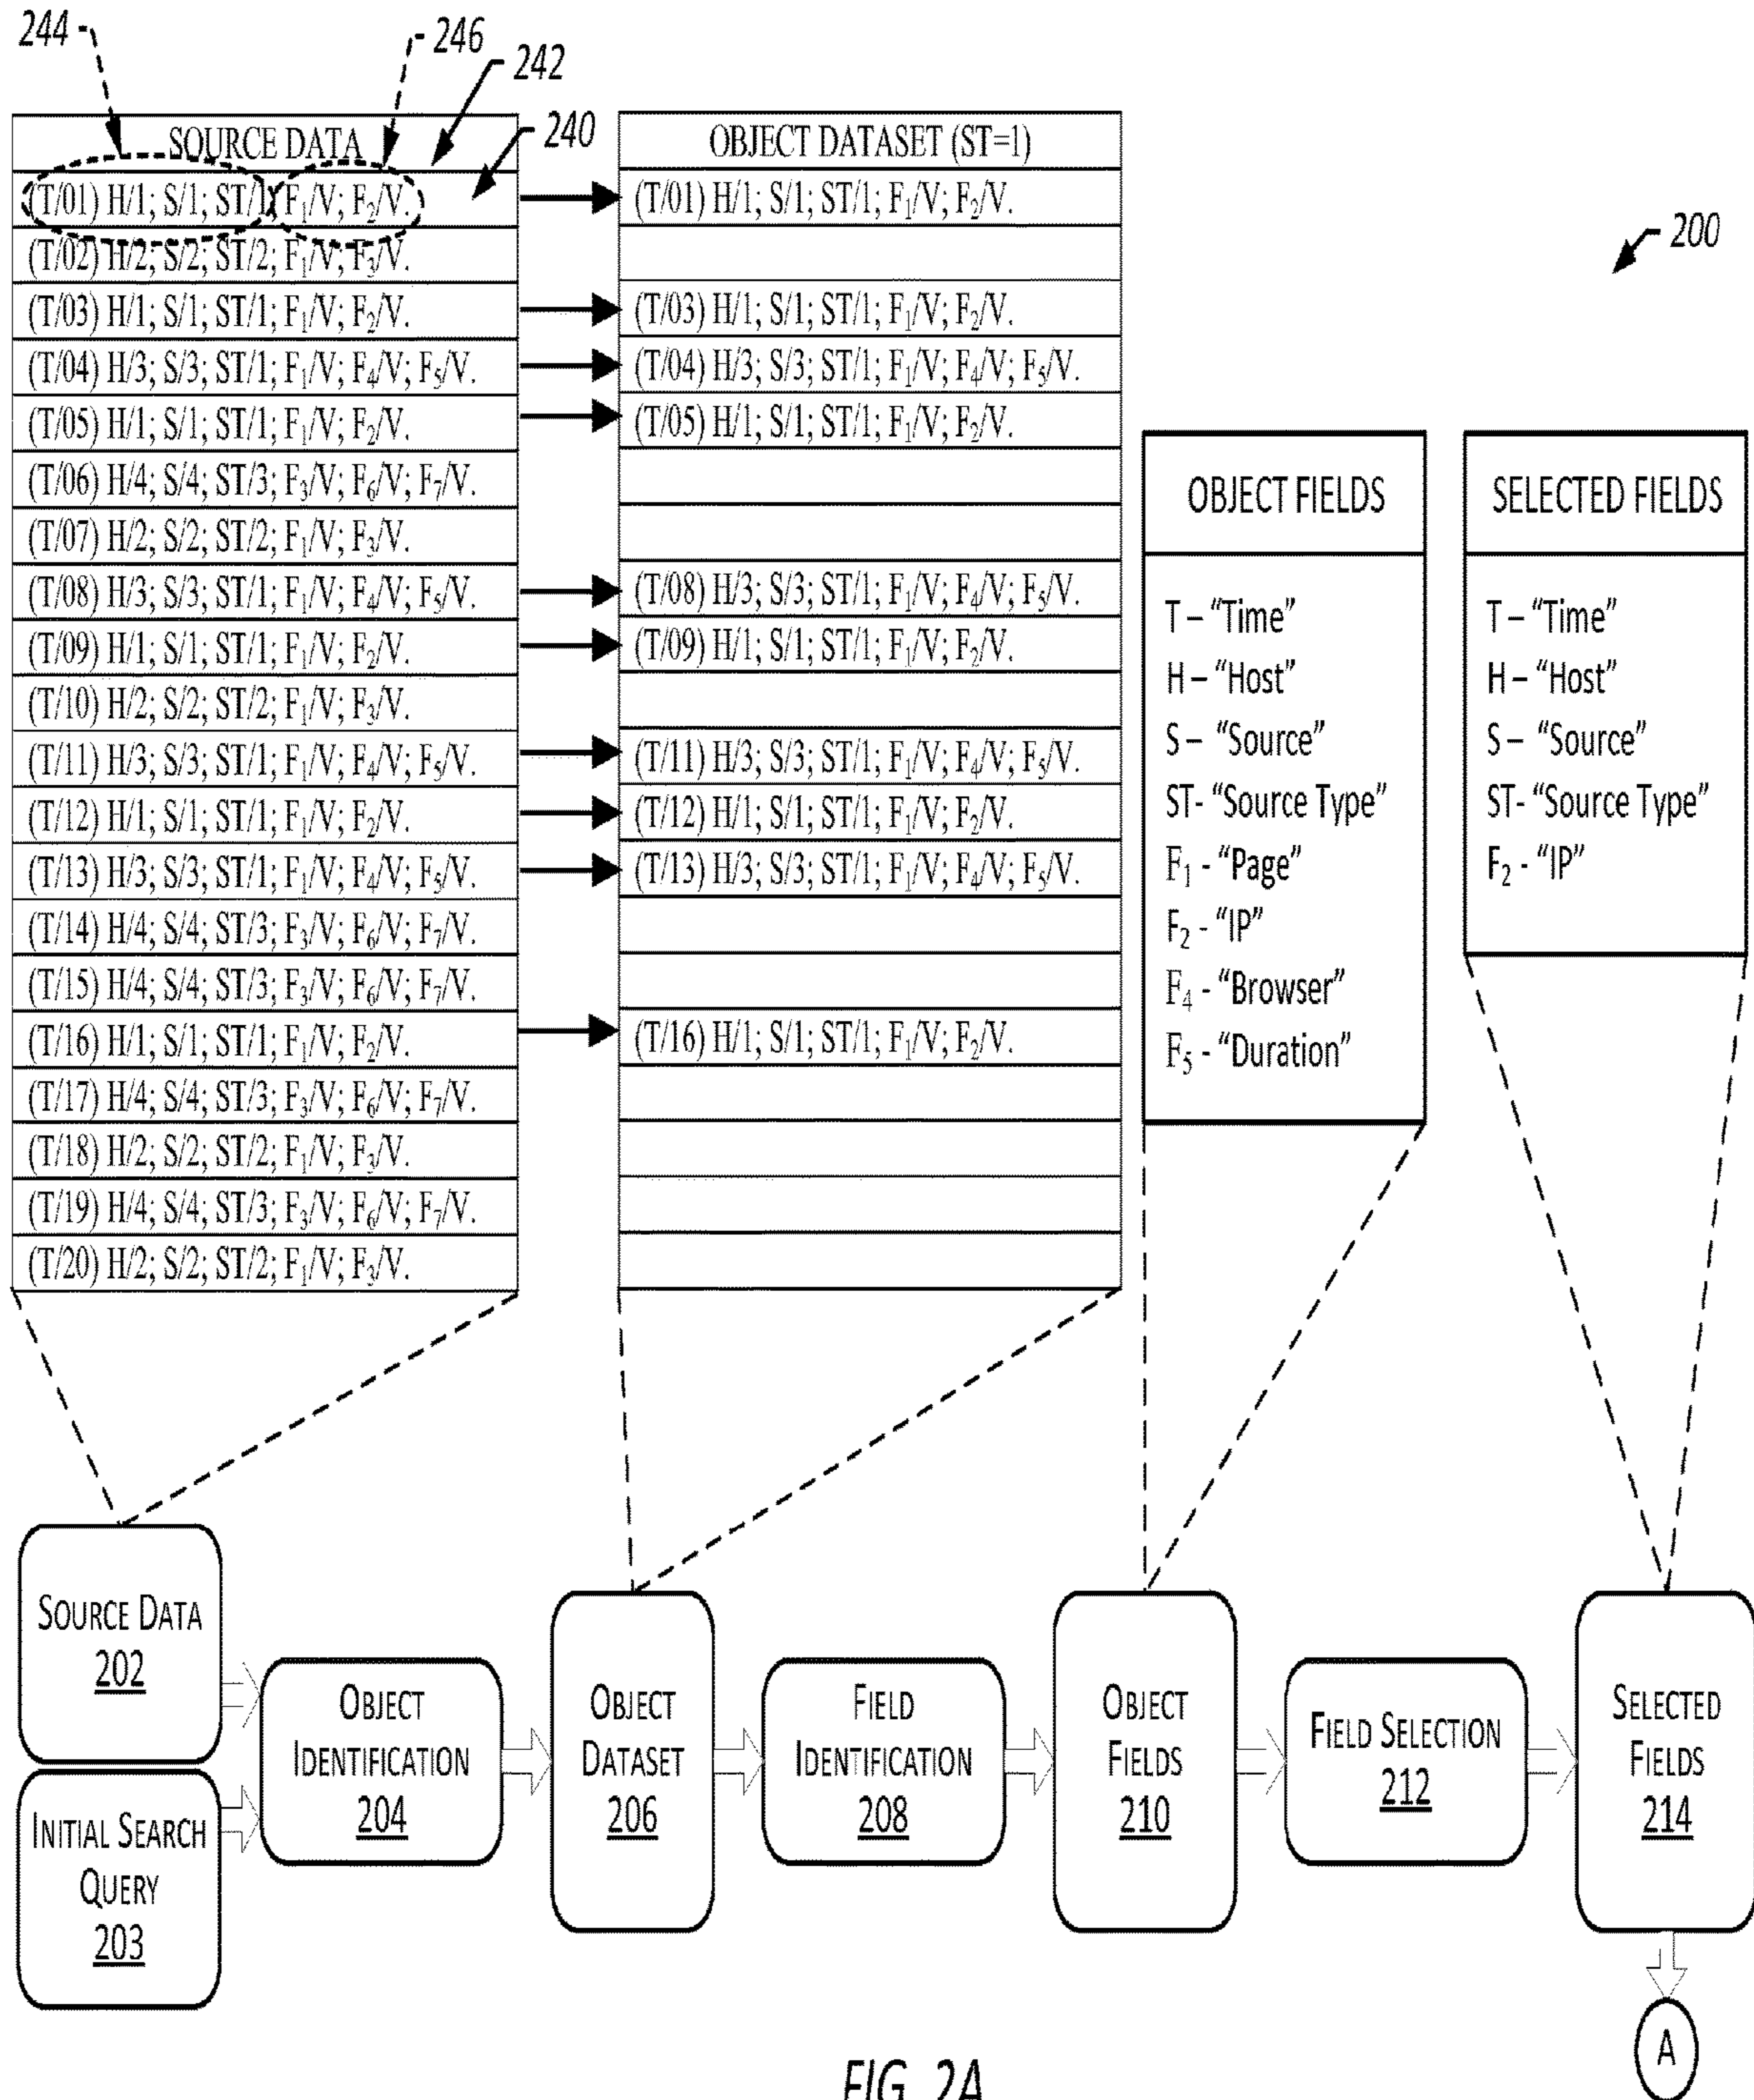 244
246
242
240
200
SOURCE DATA
(T/01) H/1; S/1; ST/1; F₁/V; F₂/V.
(T/02) H/2; S/2; ST/2; F₁/V; F₃/V.
(T/03) H/1; S/1; ST/1; F₁/V; F₂/V.
(T/04) H/3; S/3; ST/1; F₁/V; F₄/V; F₅/V.
(T/05) H/1; S/1; ST/1; F₁/V; F₂/V.
(T/06) H/4; S/4; ST/3; F₃/V; F₆/V; F₇/V.
(T/07) H/2; S/2; ST/2; F₁/V; F₃/V.
(T/08) H/3; S/3; ST/1; F₁/V; F₄/V; F₅/V.
(T/09) H/1; S/1; ST/1; F₁/V; F₂/V.
(T/10) H/2; S/2; ST/2; F₁/V; F₃/V.
(T/11) H/3; S/3; ST/1; F₁/V; F₄/V; F₅/V.
(T/12) H/1; S/1; ST/1; F₁/V; F₂/V.
(T/13) H/3; S/3; ST/1; F₁/V; F₄/V; F₅/V.
(T/14) H/4; S/4; ST/3; F₃/V; F₆/V; F₇/V.
(T/15) H/4; S/4; ST/3; F₃/V; F₆/V; F₇/V.
(T/16) H/1; S/1; ST/1; F₁/V; F₂/V.
(T/17) H/4; S/4; ST/3; F₃/V; F₆/V; F₇/V.
(T/18) H/2; S/2; ST/2; F₁/V; F₃/V.
(T/19) H/4; S/4; ST/3; F₃/V; F₆/V; F₇/V.
(T/20) H/2; S/2; ST/2; F₁/V; F₃/V.
OBJECT DATASET (ST=1)
(T/01) H/1; S/1; ST/1; F₁/V; F₂/V.
(T/03) H/1; S/1; ST/1; F₁/V; F₂/V.
(T/04) H/3; S/3; ST/1; F₁/V; F₄/V; F₅/V.
(T/05) H/1; S/1; ST/1; F₁/V; F₂/V.
(T/08) H/3; S/3; ST/1; F₁/V; F₄/V; F₅/V.
(T/09) H/1; S/1; ST/1; F₁/V; F₂/V.
(T/11) H/3; S/3; ST/1; F₁/V; F₄/V; F₅/V.
(T/12) H/1; S/1; ST/1; F₁/V; F₂/V.
(T/13) H/3; S/3; ST/1; F₁/V; F₄/V; F₅/V.
(T/16) H/1; S/1; ST/1; F₁/V; F₂/V.
OBJECT FIELDS
T – “Time”
H – “Host”
S – “Source”
ST- “Source Type”
F₁ - “Page”
F₂ - “IP”
F₄ - “Browser”
F₅ - “Duration”
SELECTED FIELDS
T – “Time”
H – “Host”
S – “Source”
ST- “Source Type”
F₂ - “IP”
SOURCE DATA
202
INITIAL SEARCH
QUERY
203
OBJECT
IDENTIFICATION
204
OBJECT
DATASET
206
FIELD
IDENTIFICATION
208
OBJECT
FIELDS
210
FIELD SELECTION
212
SELECTED
FIELDS
214
A
FIG. 2A